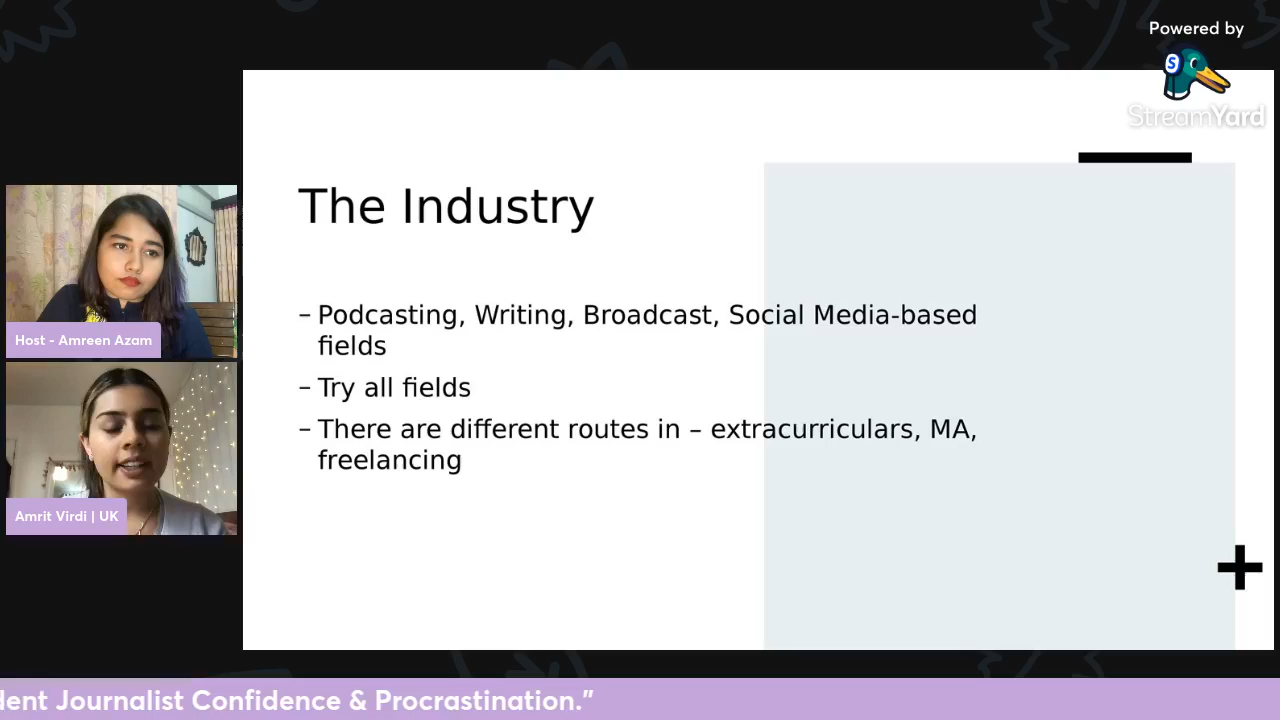 Powered by
StreamYard
The Industry
– Podcasting, Writing, Broadcast, Social Media-based
fields
– Try all fields
– There are different routes in – extracurriculars, MA,
freelancing
Host - Amreen Azam
Amrit Virdi | UK
Journalist Confidence & Procrastination.”